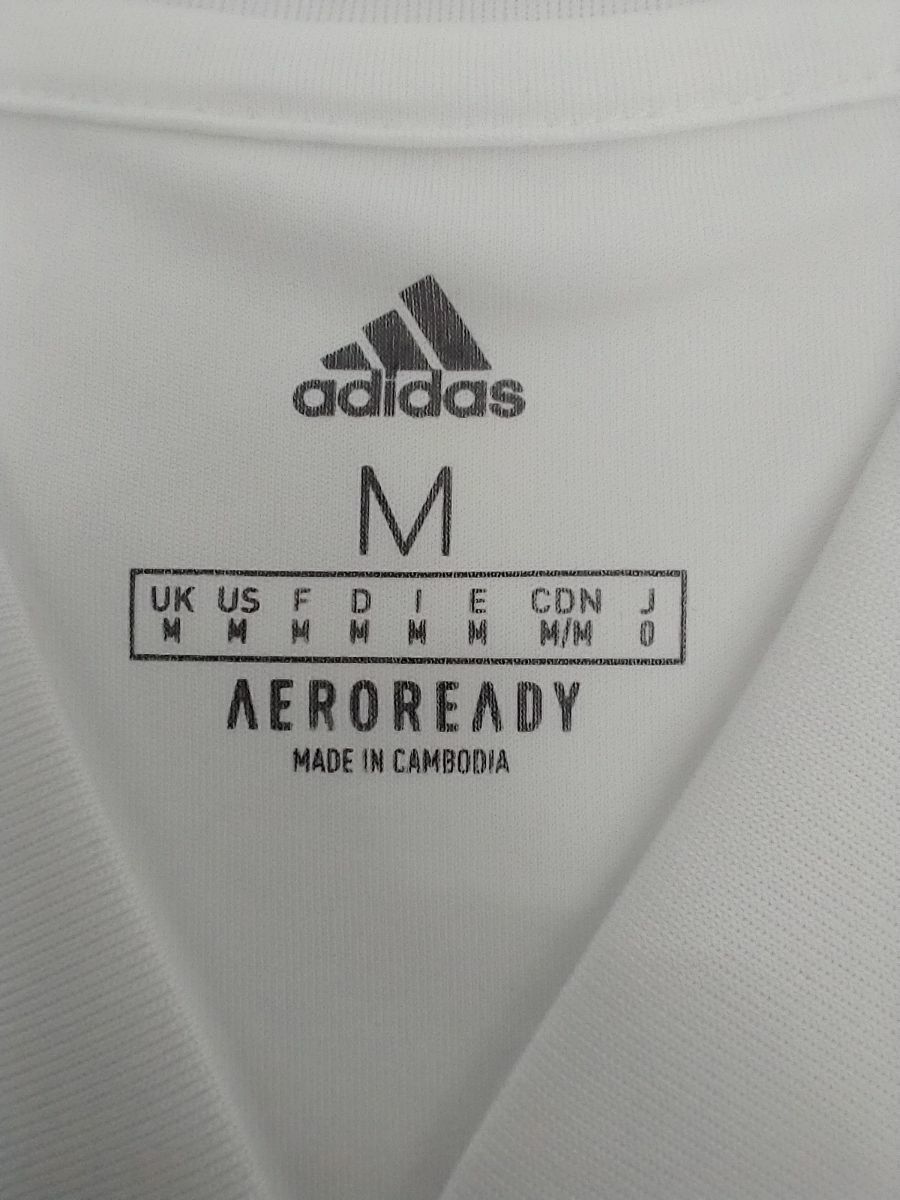 adidas
M
UK US F D I E CDN J
M M M M M M M/M O
AEROREADY
MADE IN CAMBODIA